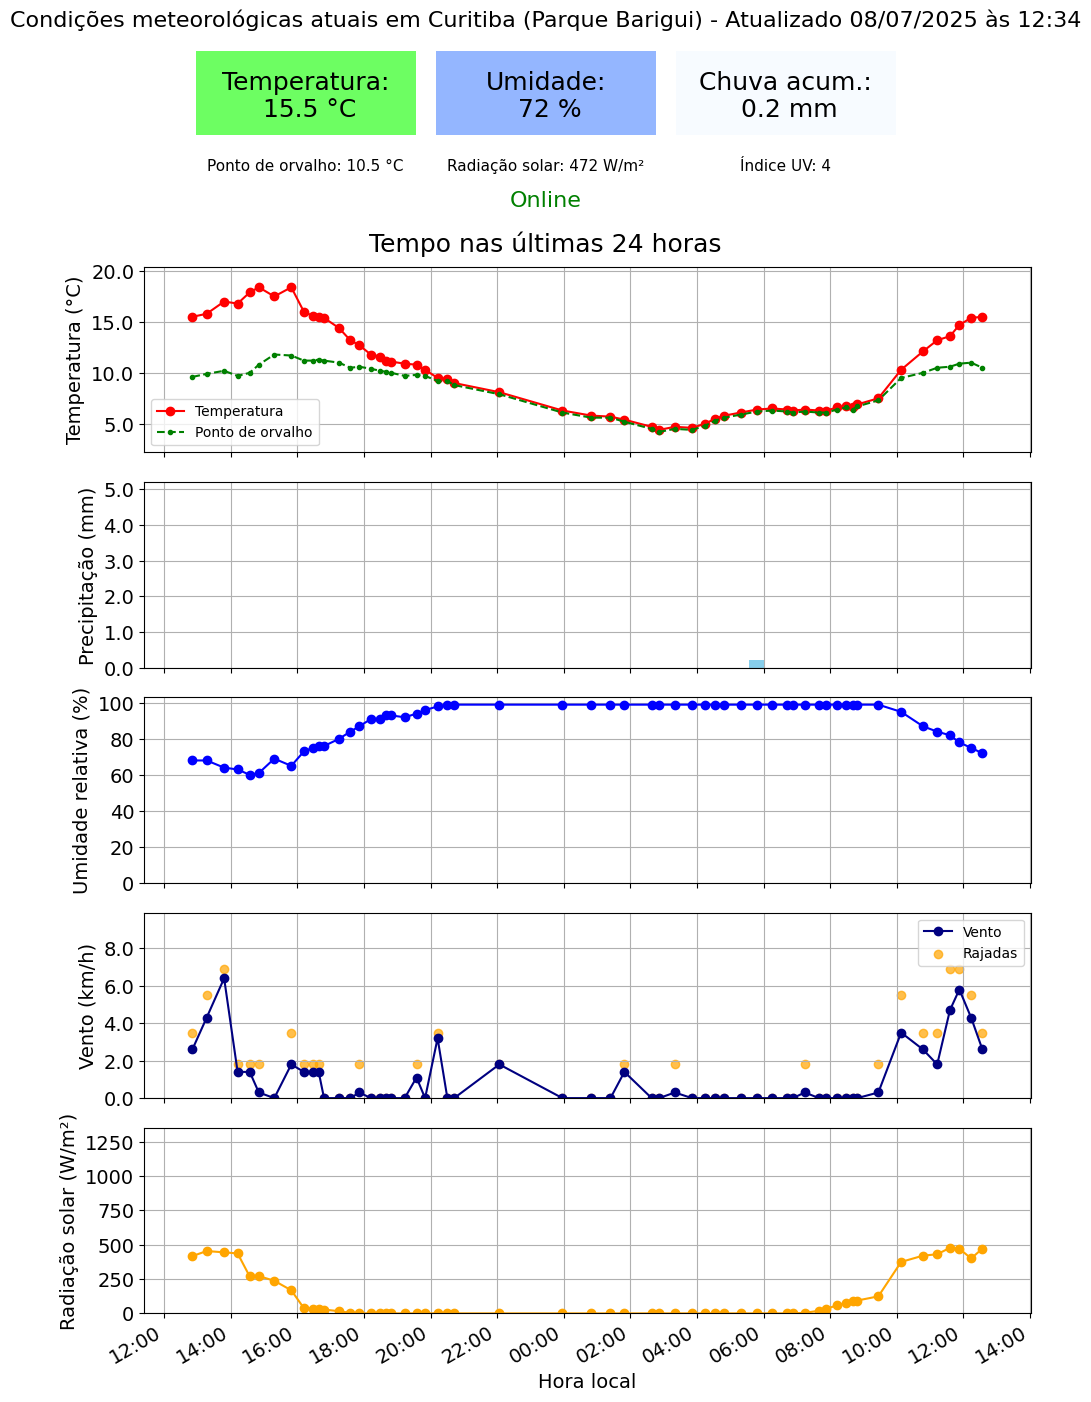 Condições meteorológicas atuais em Curitiba (Parque Barigui) - Atualizado 08/07/2025 às 12:34
Temperatura:
15.5 °C
Umidade:
72 %
Chuva acum.:
0.2 mm
Ponto de orvalho: 10.5 °C
Radiação solar: 472 W/m²
Índice UV: 4
Online
Tempo nas últimas 24 horas
Temperatura (°C)
20.0
15.0
10.0
5.0
Temperatura
Ponto de orvalho
Precipitação (mm)
5.0
4.0
3.0
2.0
1.0
0.0
Umidade relativa (%)
100
80
60
40
20
0
Vento (km/h)
8.0
6.0
4.0
2.0
0.0
Vento
Rajadas
Radiação solar (W/m²)
1250
1000
750
500
250
0
12:00
14:00
16:00
18:00
20:00
22:00
00:00
02:00
04:00
06:00
08:00
10:00
12:00
14:00
Hora local